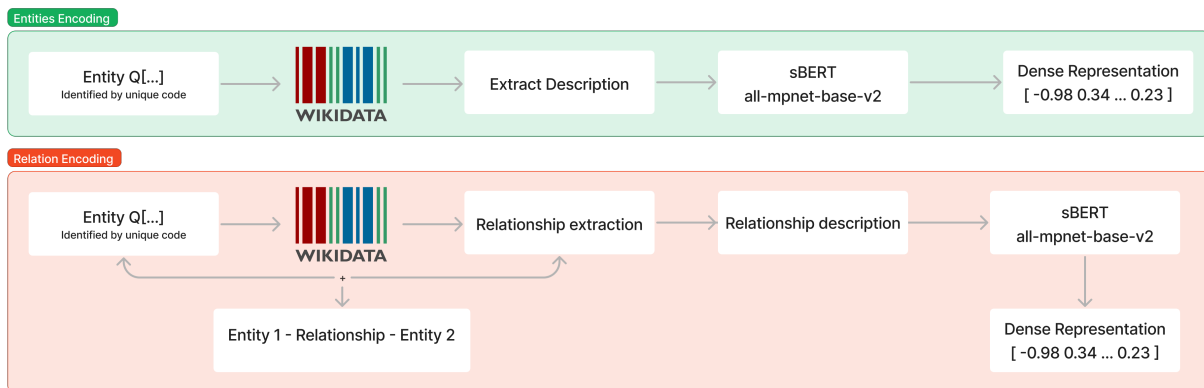 Entities Encoding
Entity Q[...]
Identified by unique code
WIKIDATA
Extract Description
sBERT
all-mpnet-base-v2
Dense Representation
[ -0.98 0.34 ... 0.23 ]
Relation Encoding
Entity Q[...]
Identified by unique code
WIKIDATA
Relationship extraction
Relationship description
sBERT
all-mpnet-base-v2
+
Entity 1 - Relationship - Entity 2
Dense Representation
[ -0.98 0.34 ... 0.23 ]